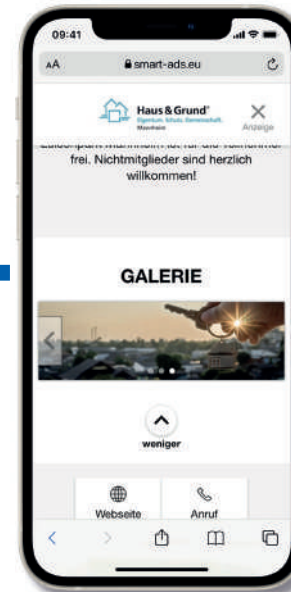 09:41
AA smart-ads.eu
Haus & Grund®
Eigentum. Schutz. Gemeinschaft.
Mannheim
Anzeige
frei. Nichtmitglieder sind herzlich
willkommen!
GALERIE
weniger
Webseite Anruf